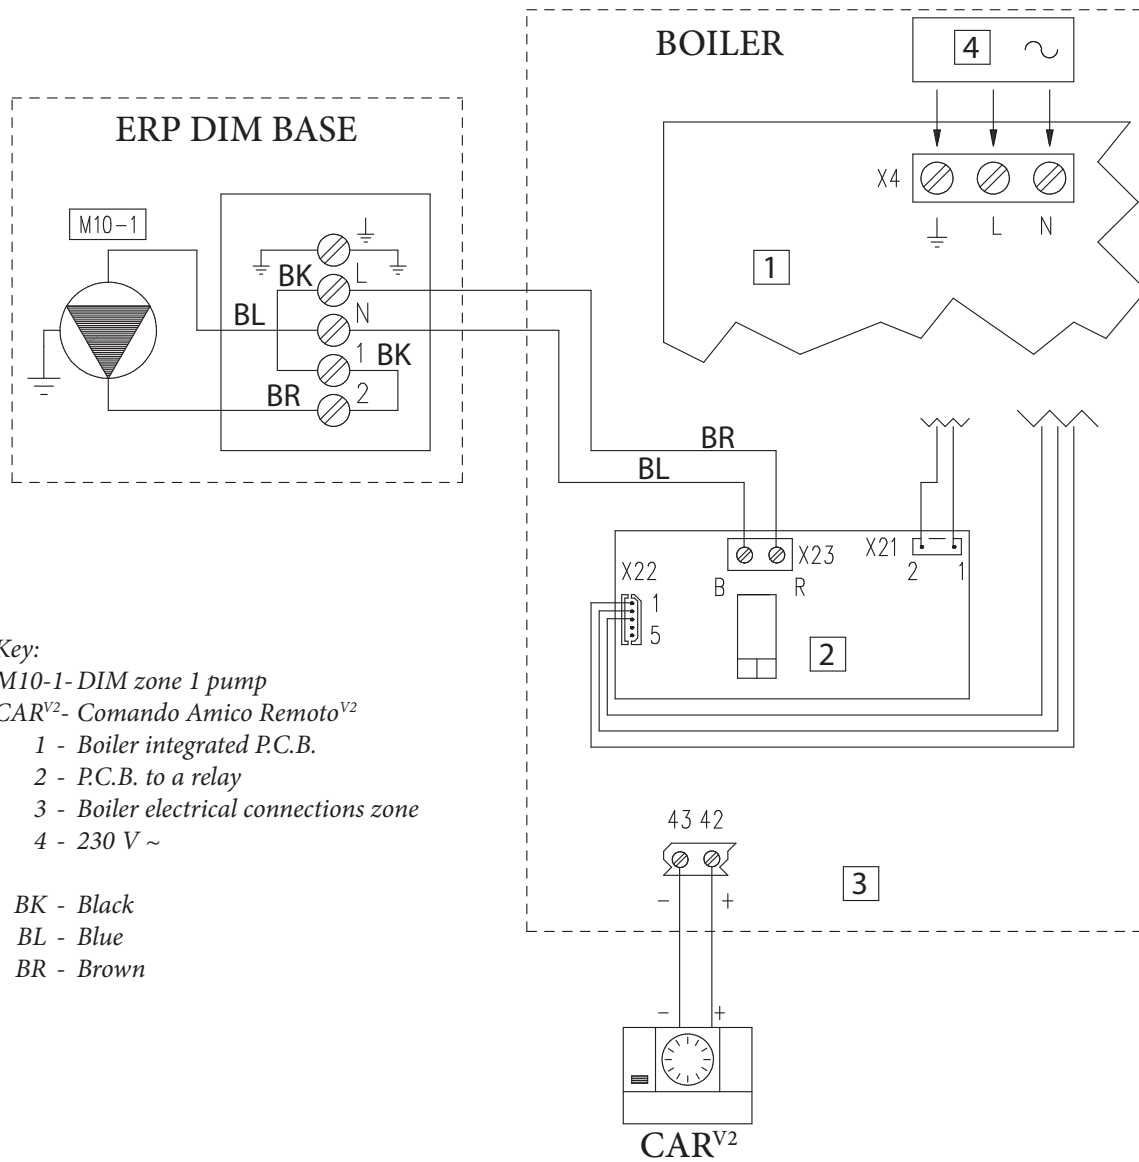 BOILER
4
ERP DIM BASE
X4
M10-1
L
N
1
BK
L
BL
N
1
BK
BR
2
BR
BL
X23
X21
X22
2
1
B
R
1
5
2
Key:
M10-1- DIM zone 1 pump
CARV2- Comando Amico RemotoV2
1 - Boiler integrated P.C.B.
2 - P.C.B. to a relay
3 - Boiler electrical connections zone
4 - 230 V ~
43 42
3
BK - Black
- +
BL - Blue
BR - Brown
- +
CARV2